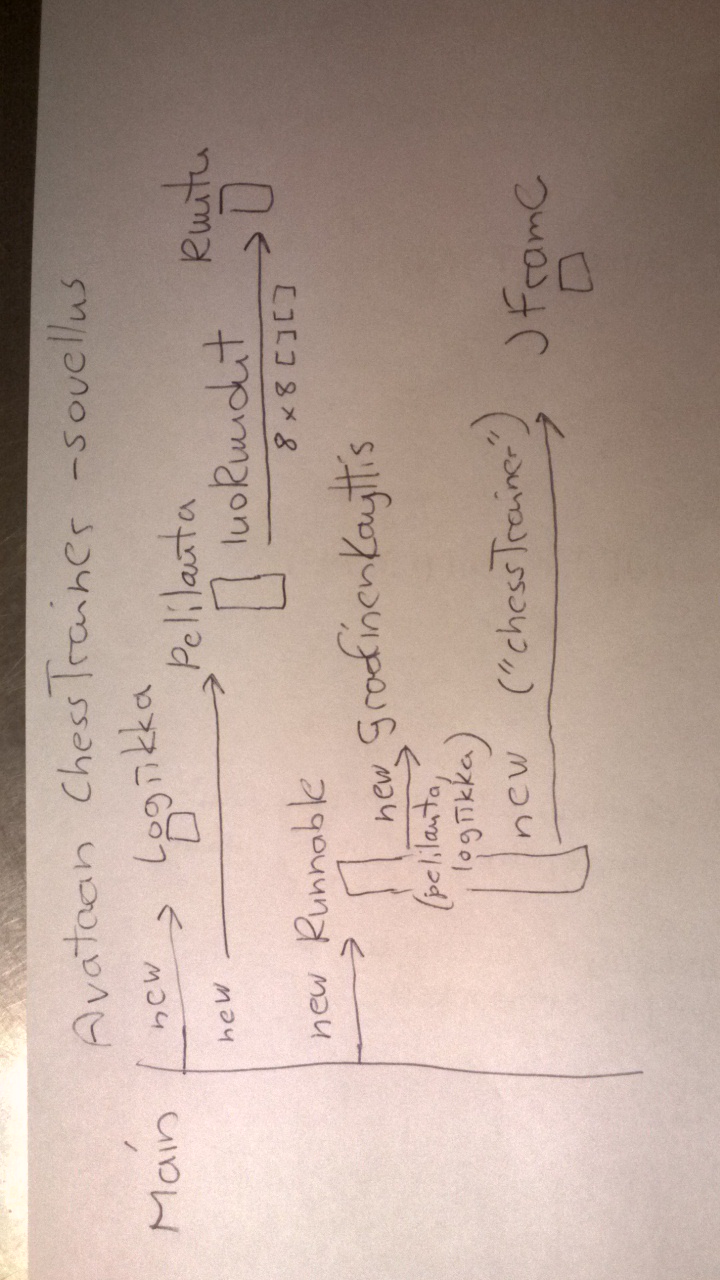 Avataan ChessTrainer -sovellus
Main
new Logiikka
new Pelilauta luoRuudut Ruutu
8 x 8 [][]
new Runnable
new GraafinenKayttis
(pelilauta,
logiikka)
new ("chessTrainer") JFrame